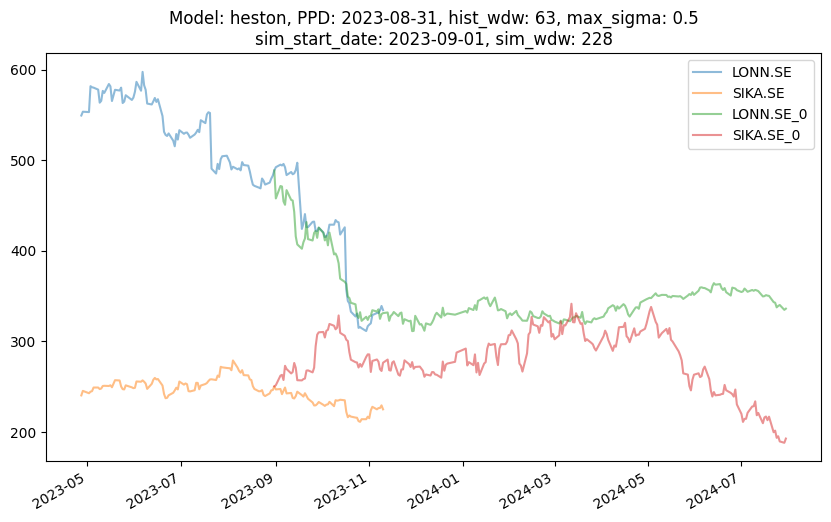 Model: heston, PPD: 2023-08-31, hist_wdw: 63, max_sigma: 0.5
sim_start_date: 2023-09-01, sim_wdw: 228
LONN.SE
SIKA.SE
LONN.SE_0
SIKA.SE_0
600
500
400
300
200
2023-05
2023-07
2023-09
2023-11
2024-01
2024-03
2024-05
2024-07